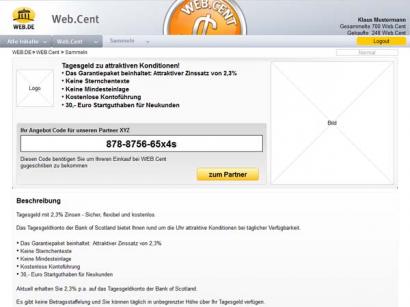 WEB.DE
Web.Cent
WEB.CENT
Klaus Mustermann
Gesammelte 700 Web.Cent
Gekaufte 248 Web.Cent
Alle Inhalte
Web.Cent
Sammeln
Logout
WEB.DE > WEB.Cent > Sammeln
Logo
Tagesgeld zu attraktiven Konditionen!
• Das Garantiepaket beinhaltet: Attraktiver Zinssatz von 2,3%
• Keine Sternchentexte
• Keine Mindesteinlage
• Kostenlose Kontoführung
• 30,- Euro Startguthaben für Neukunden
Bild
Ihr Angebot Code für unseren Partner XYZ
878-8756-65x4s
Diesen Code benötigen Sie um Ihreren Einkauf bei WEB.Cent
gugeschriben zu bekommen
zum Partner
Beschreibung
Tagesgeld mit 2,3% Zinsen - Sicher, flexibel und kostenlos.
Das Tagesgeldkonto der Bank of Scotland bietet Ihnen rund um die Uhr attraktive Konditionen bei täglicher Verfügbarkeit.
• Das Garantiepaket beinhaltet: Attraktiver Zinssatz von 2,3%
• Keine Sternchentexte
• Keine Mindesteinlage
• Kostenlose Kontoführung
• 30,- Euro Startguthaben für Neukunden
Aktuell erhalten Sie 2,3% p.a. auf das Tagesgeldkonto der Bank of Scotland.
Es gibt keine Betragsstaffelung und Sie können täglich in unbegrenzter Höhe über Ihr Tagesgeld verfügen.